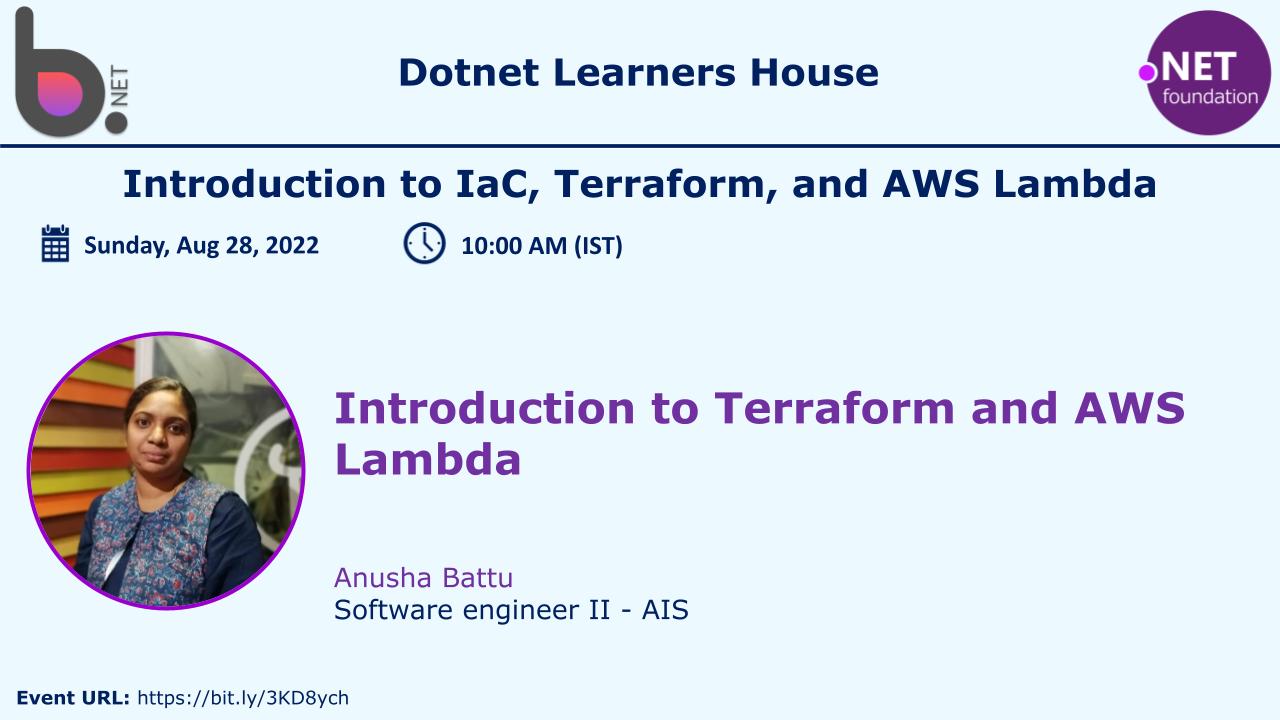 .NET
Dotnet Learners House
.NET
foundation
Introduction to IaC, Terraform, and AWS Lambda
Sunday, Aug 28, 2022
10:00 AM (IST)
Introduction to Terraform and AWS
Lambda
Anusha Battu
Software engineer II - AIS
Event URL: https://bit.ly/3KD8ych